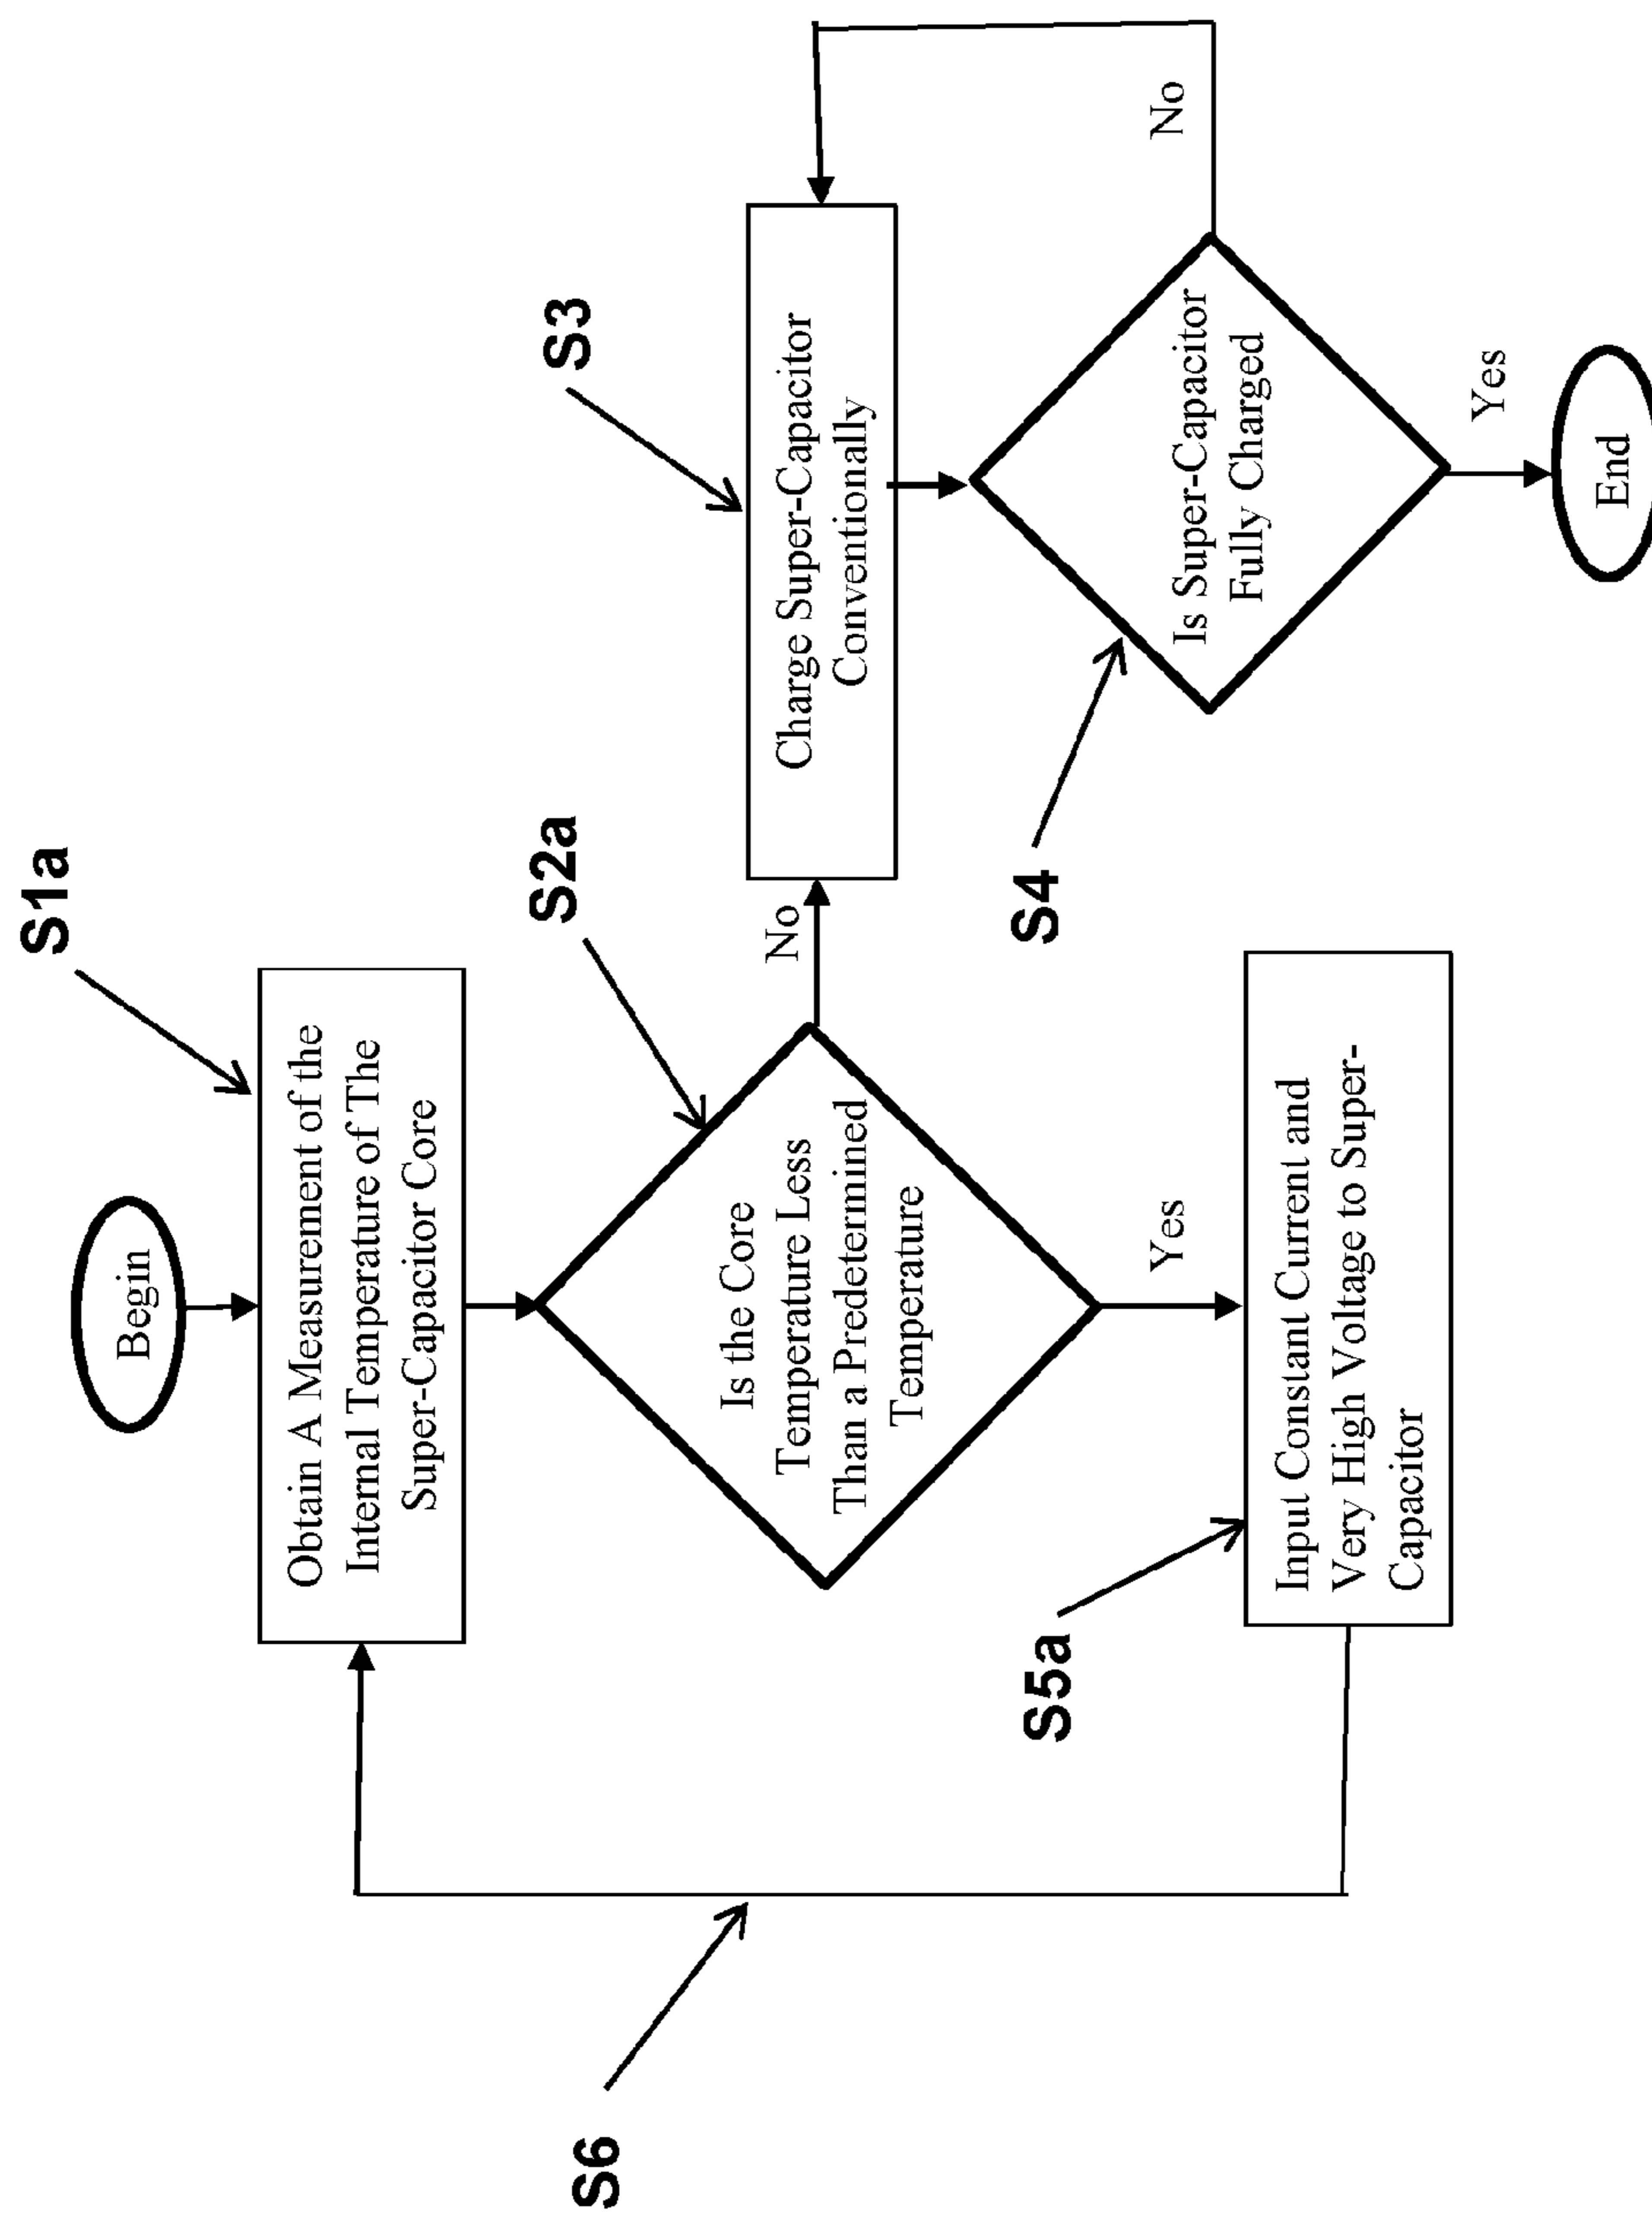 Begin
S1a
Obtain A Measurement of the
Internal Temperature of The
Super-Capacitor Core
S2a
Is the Core
Temperature Less
Than a Predetermined
Temperature
No
S3
Charge Super-Capacitor
Conventionally
S4
Is Super-Capacitor
Fully Charged
No
Yes
End
Yes
S5a
Input Constant Current and
Very High Voltage to Super-
Capacitor
S6